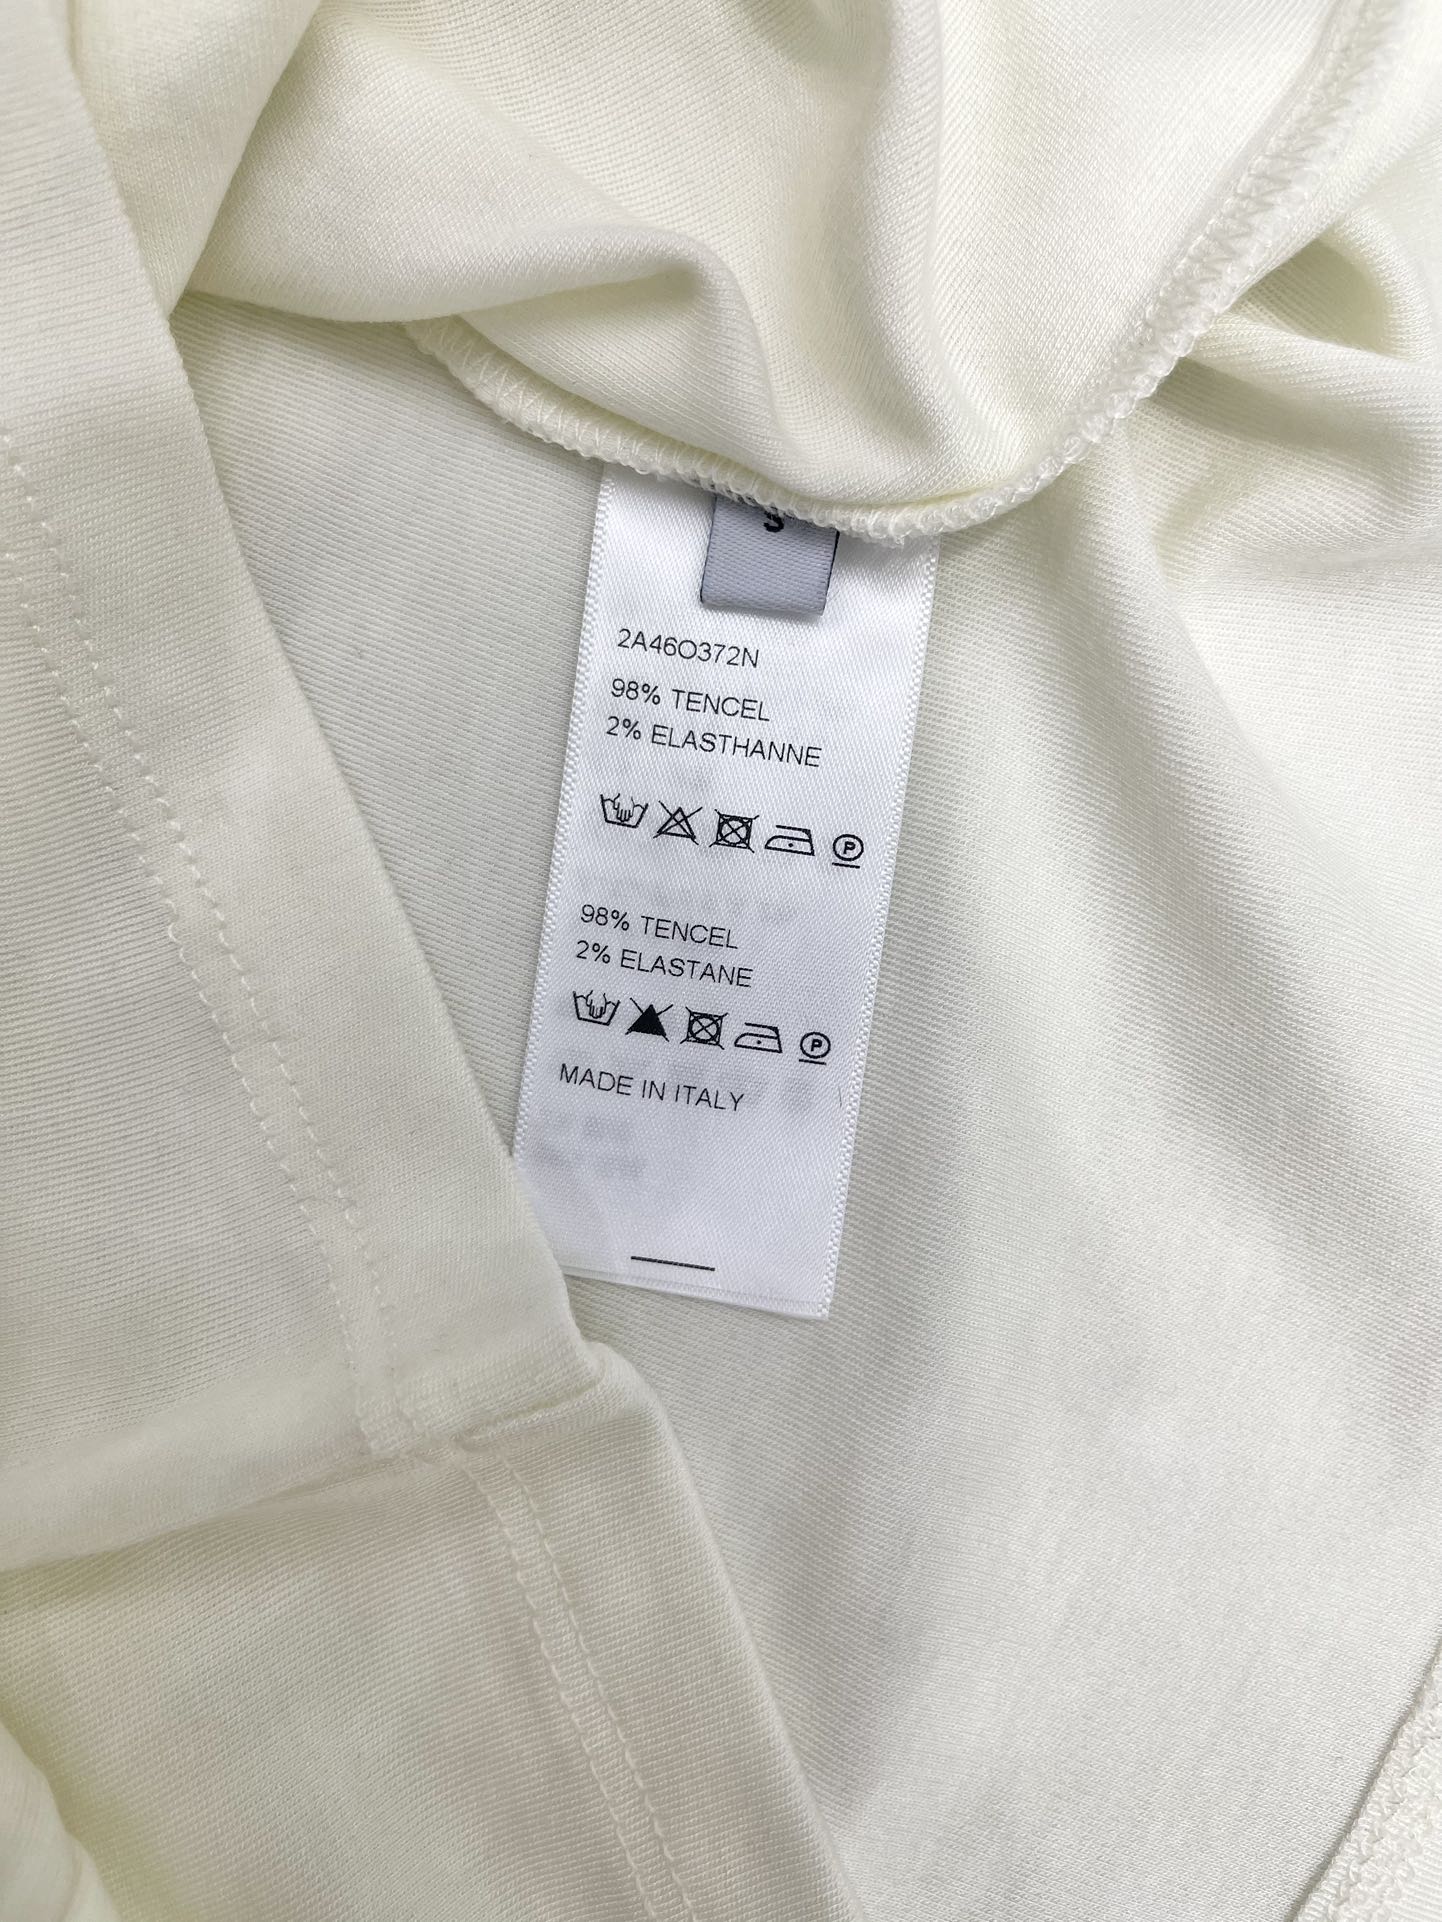 S
2A46O372N
98% TENCEL
2% ELASTHANNE
P
98% TENCEL
2% ELASTANE
P
MADE IN ITALY